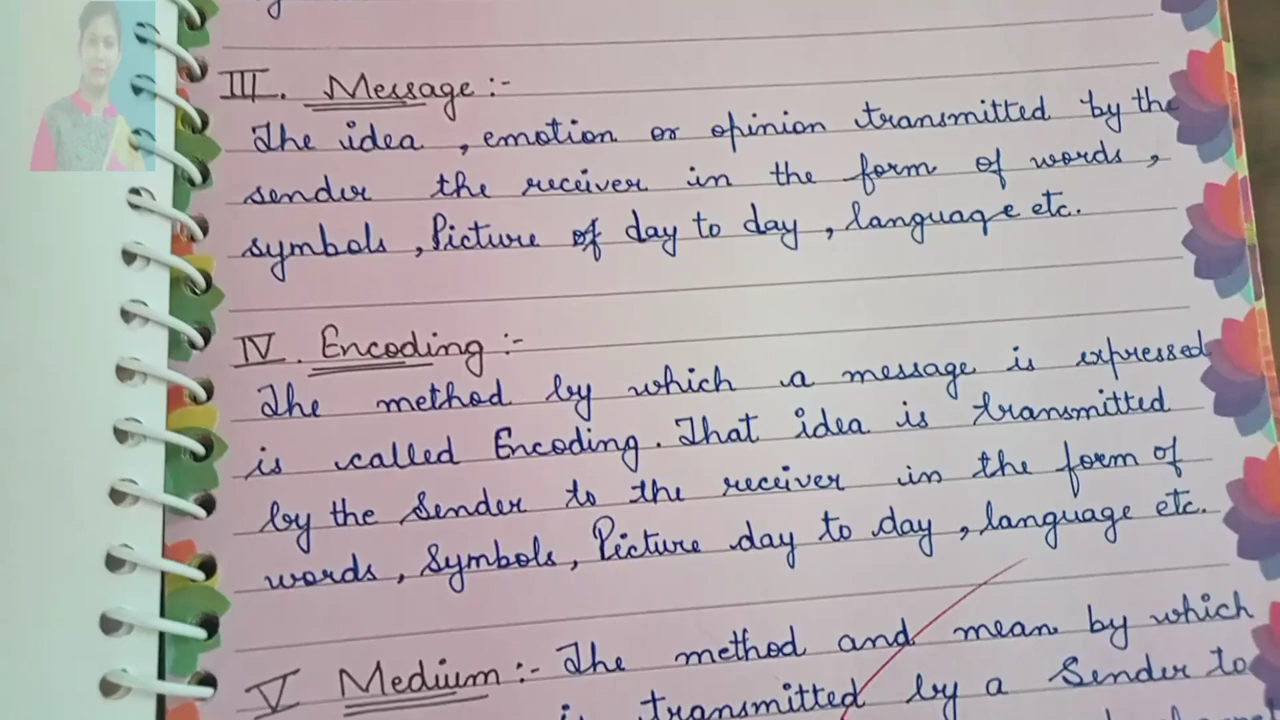 III. Message :-
The idea , emotion or opinion transmitted by the
sender the receiver in the form of words ,
symbols , Picture of day to day , language etc.
IV. Encoding :-
The method by which a message is expressed
is called Encoding. That idea is transmitted
by the Sender to the receiver in the form of
words , Symbols, Picture day to day , language etc.
V Medium :- The method and mean by which
is transmitted by a Sender to